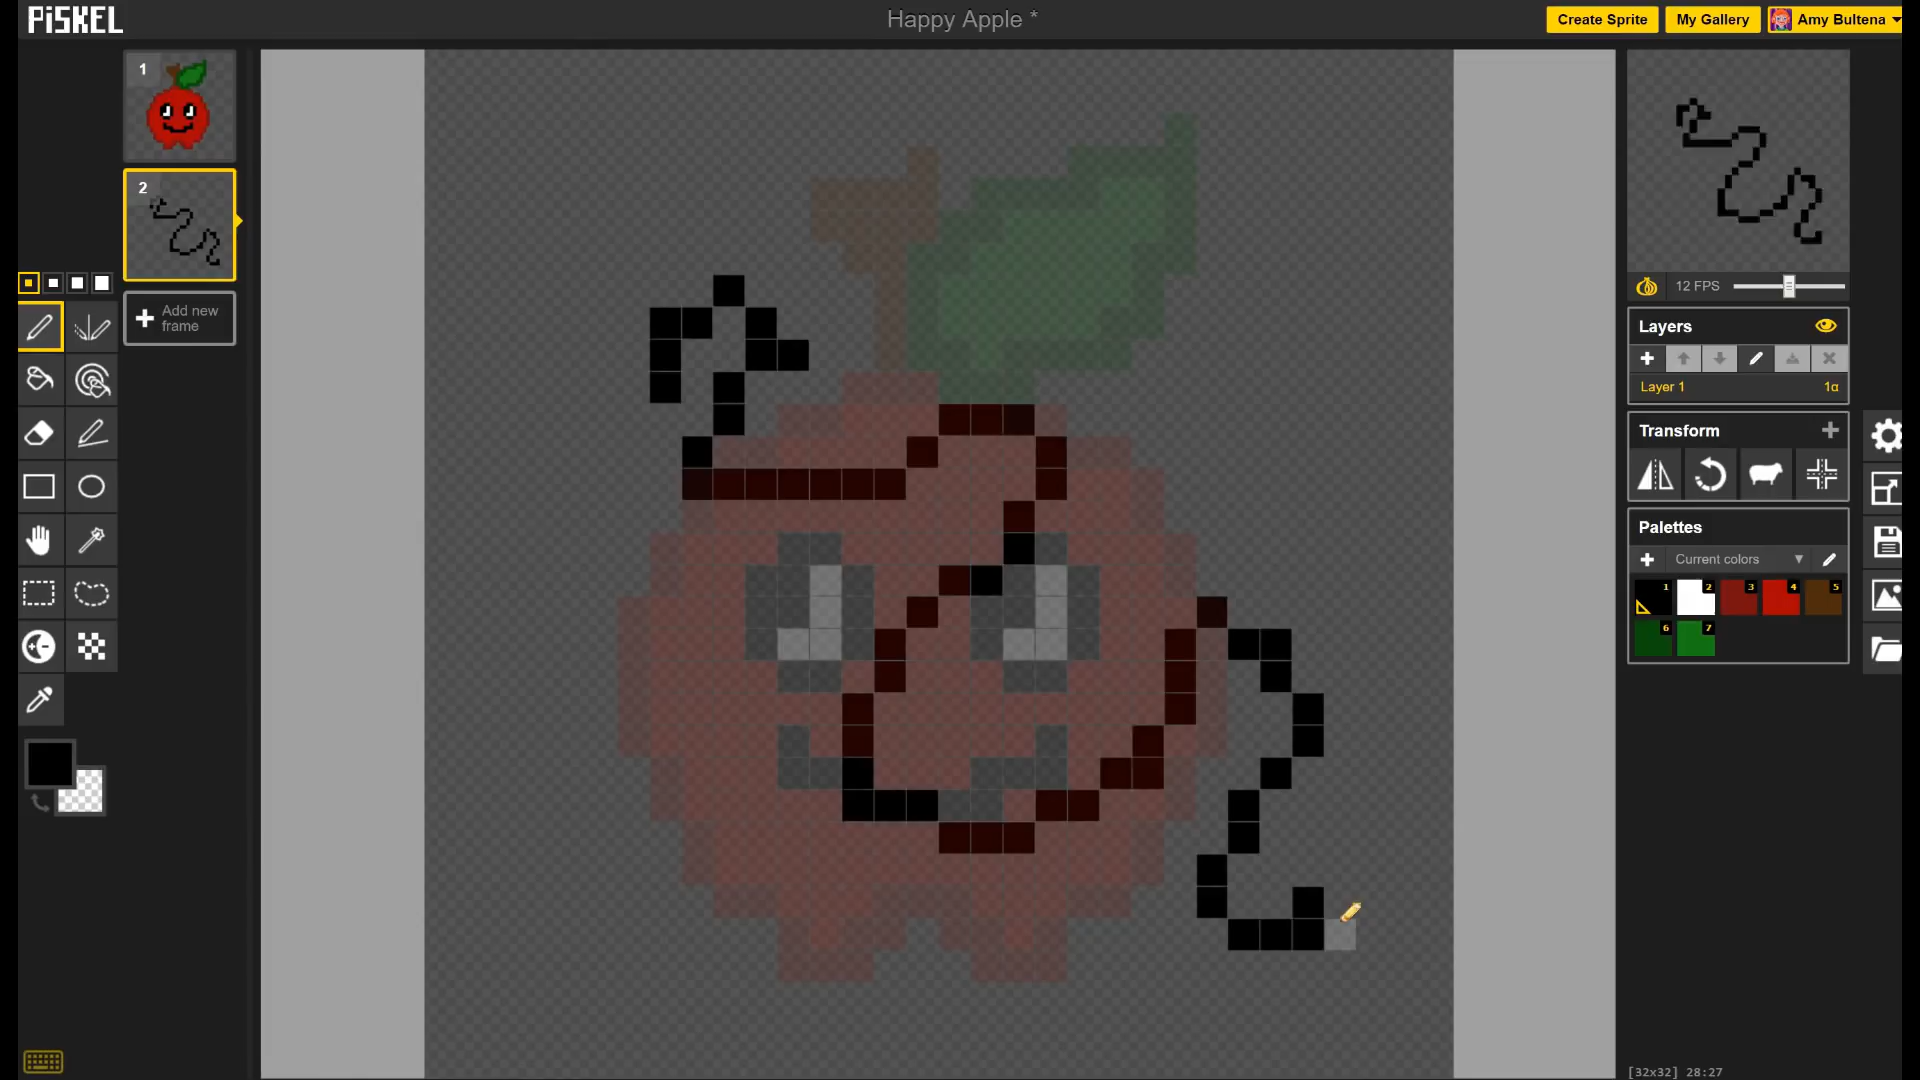 PiSKEL
Happy Apple *
Create Sprite
My Gallery
Amy Bultena
1
2
Add new
frame
12 FPS
Layers
Layer 1
1α
Transform
Palettes
Current colors
1
2
3
4
5
6
7
[32x32] 28:27